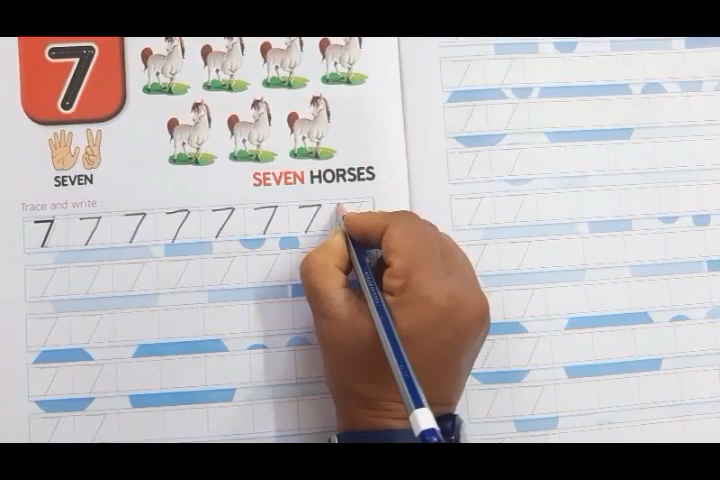 7
SEVEN
SEVEN HORSES
Trace and write
7 7 7 7 7 7 7